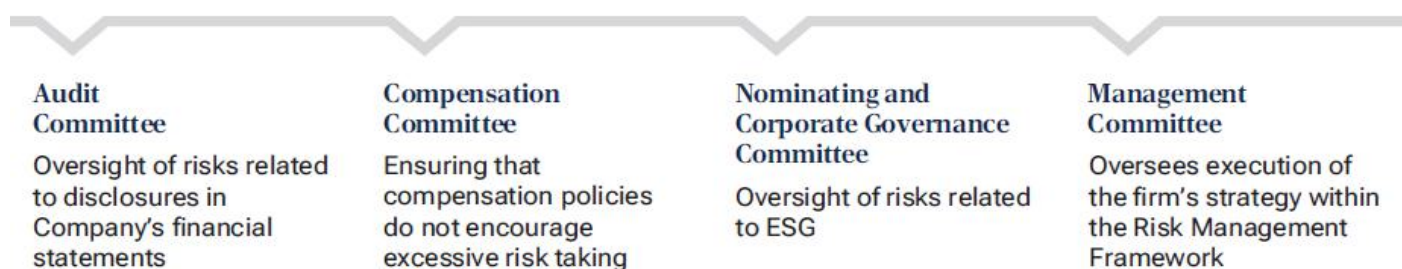 Audit
Committee
Oversight of risks related
to disclosures in
Company's financial
statements
Compensation
Committee
Ensuring that
compensation policies
do not encourage
excessive risk taking
Nominating and
Corporate Governance
Committee
Oversight of risks related
to ESG
Management
Committee
Oversees execution of
the firm's strategy within
the Risk Management
Framework